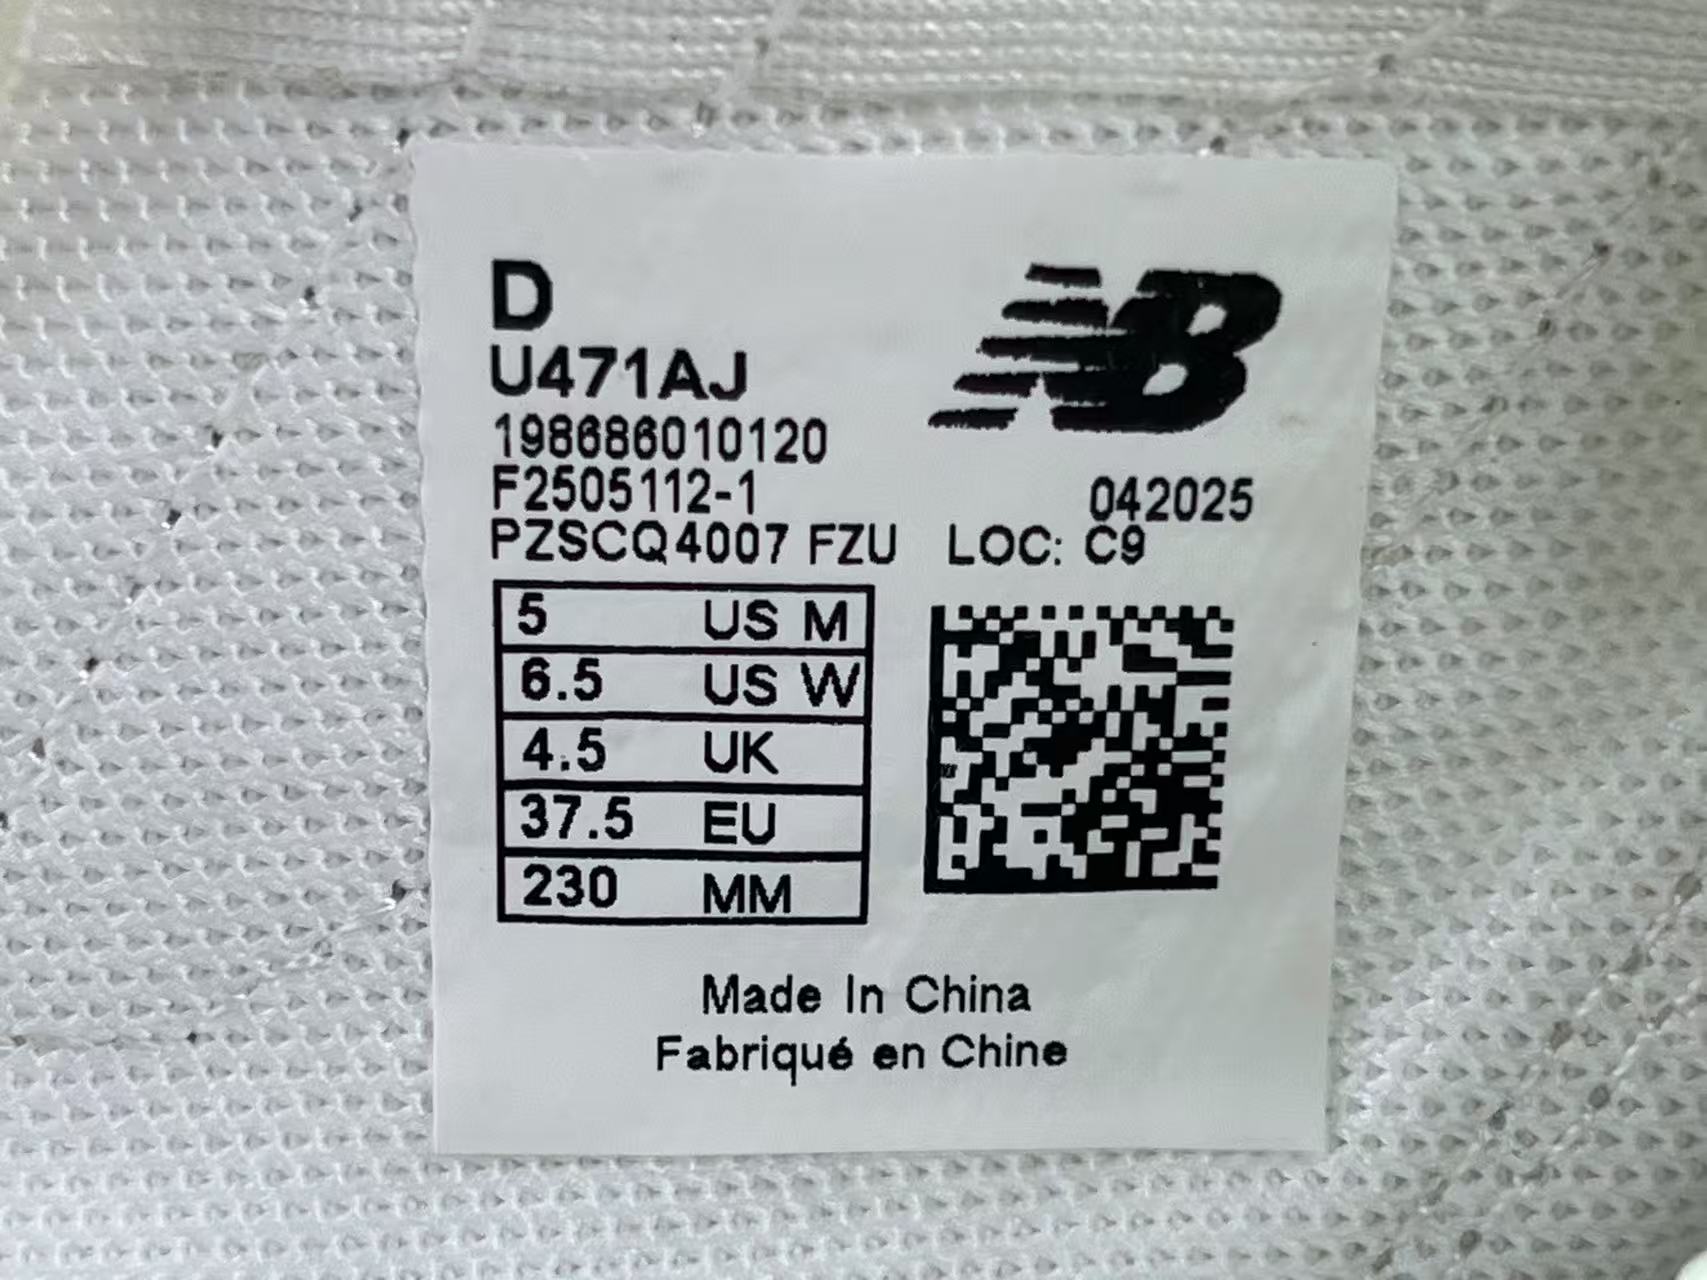 D
U471AJ
NB
198686010120
F2505112-1
042025
PZSCQ4007 FZU LOC: C9
5 US M
6.5 US W
4.5 UK
37.5 EU
230 MM
Made In China
Fabriqué en Chine